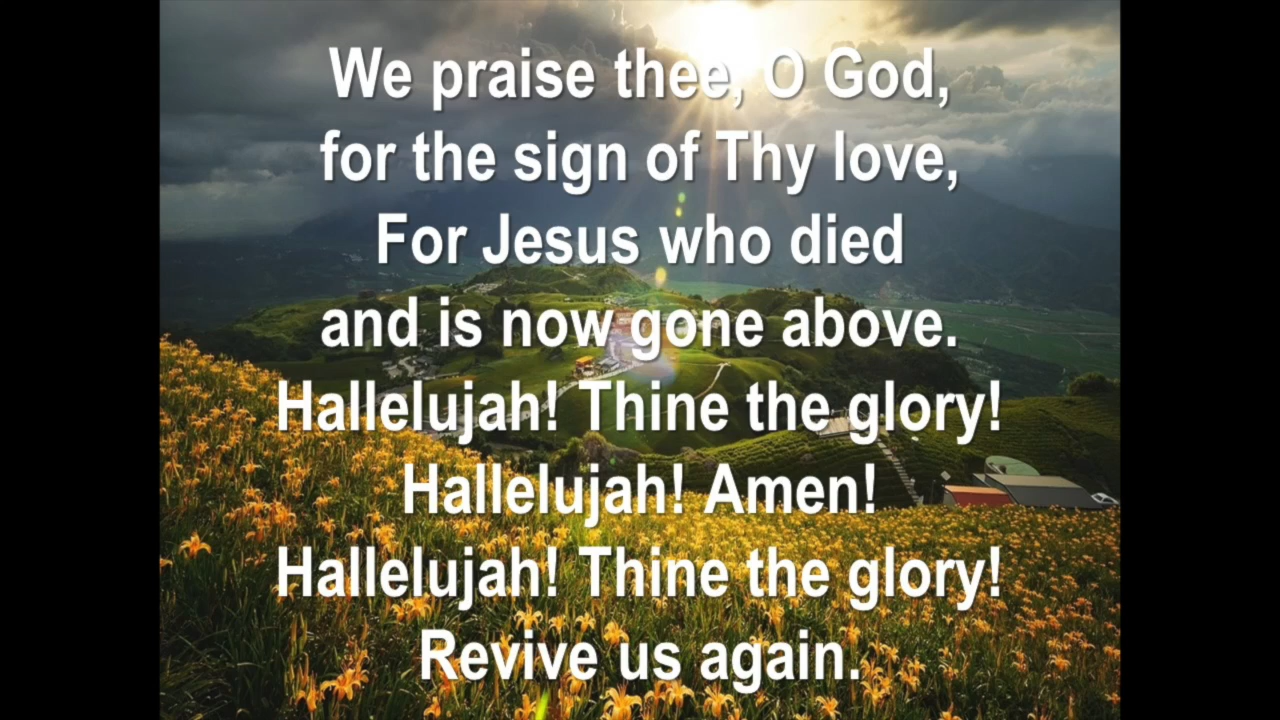 We praise thee, O God,
for the sign of Thy love,
For Jesus who died
and is now gone above.
Hallelujah! Thine the glory!
Hallelujah! Amen!
Hallelujah! Thine the glory!
Revive us again.